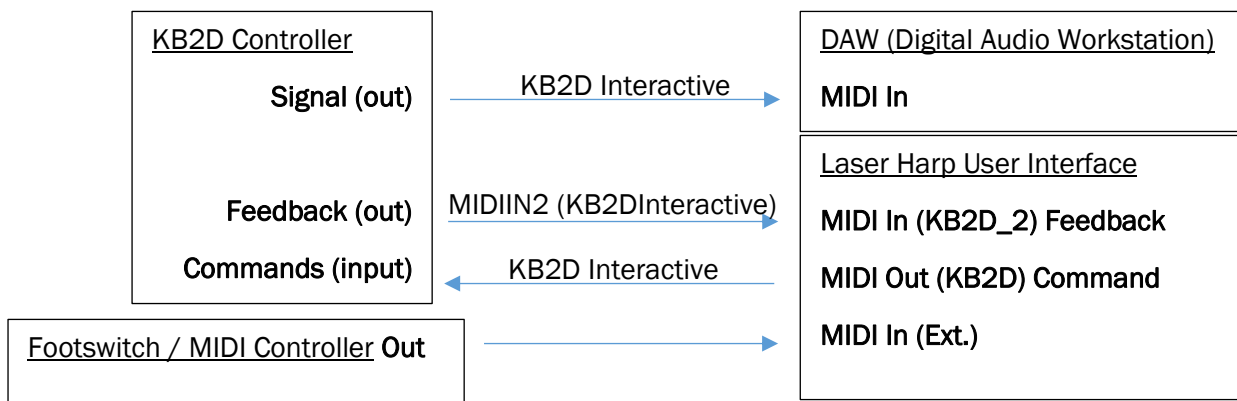 KB2D Controller
DAW (Digital Audio Workstation)
Signal (out)
KB2D Interactive
MIDI In
Laser Harp User Interface
Feedback (out)
MIDIIN2 (KB2DInteractive)
MIDI In (KB2D_2) Feedback
Commands (input)
KB2D Interactive
MIDI Out (KB2D) Command
Footswitch / MIDI Controller Out
MIDI In (Ext.)